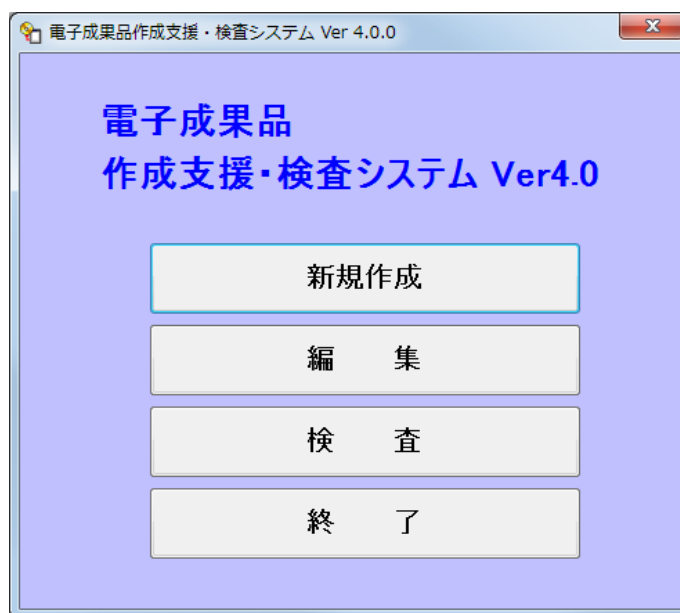 電子成果品作成支援・検査システム Ver 4.0.0
電子成果品
作成支援・検査システム Ver4.0
新規作成
編　　集
検　　査
終　　了